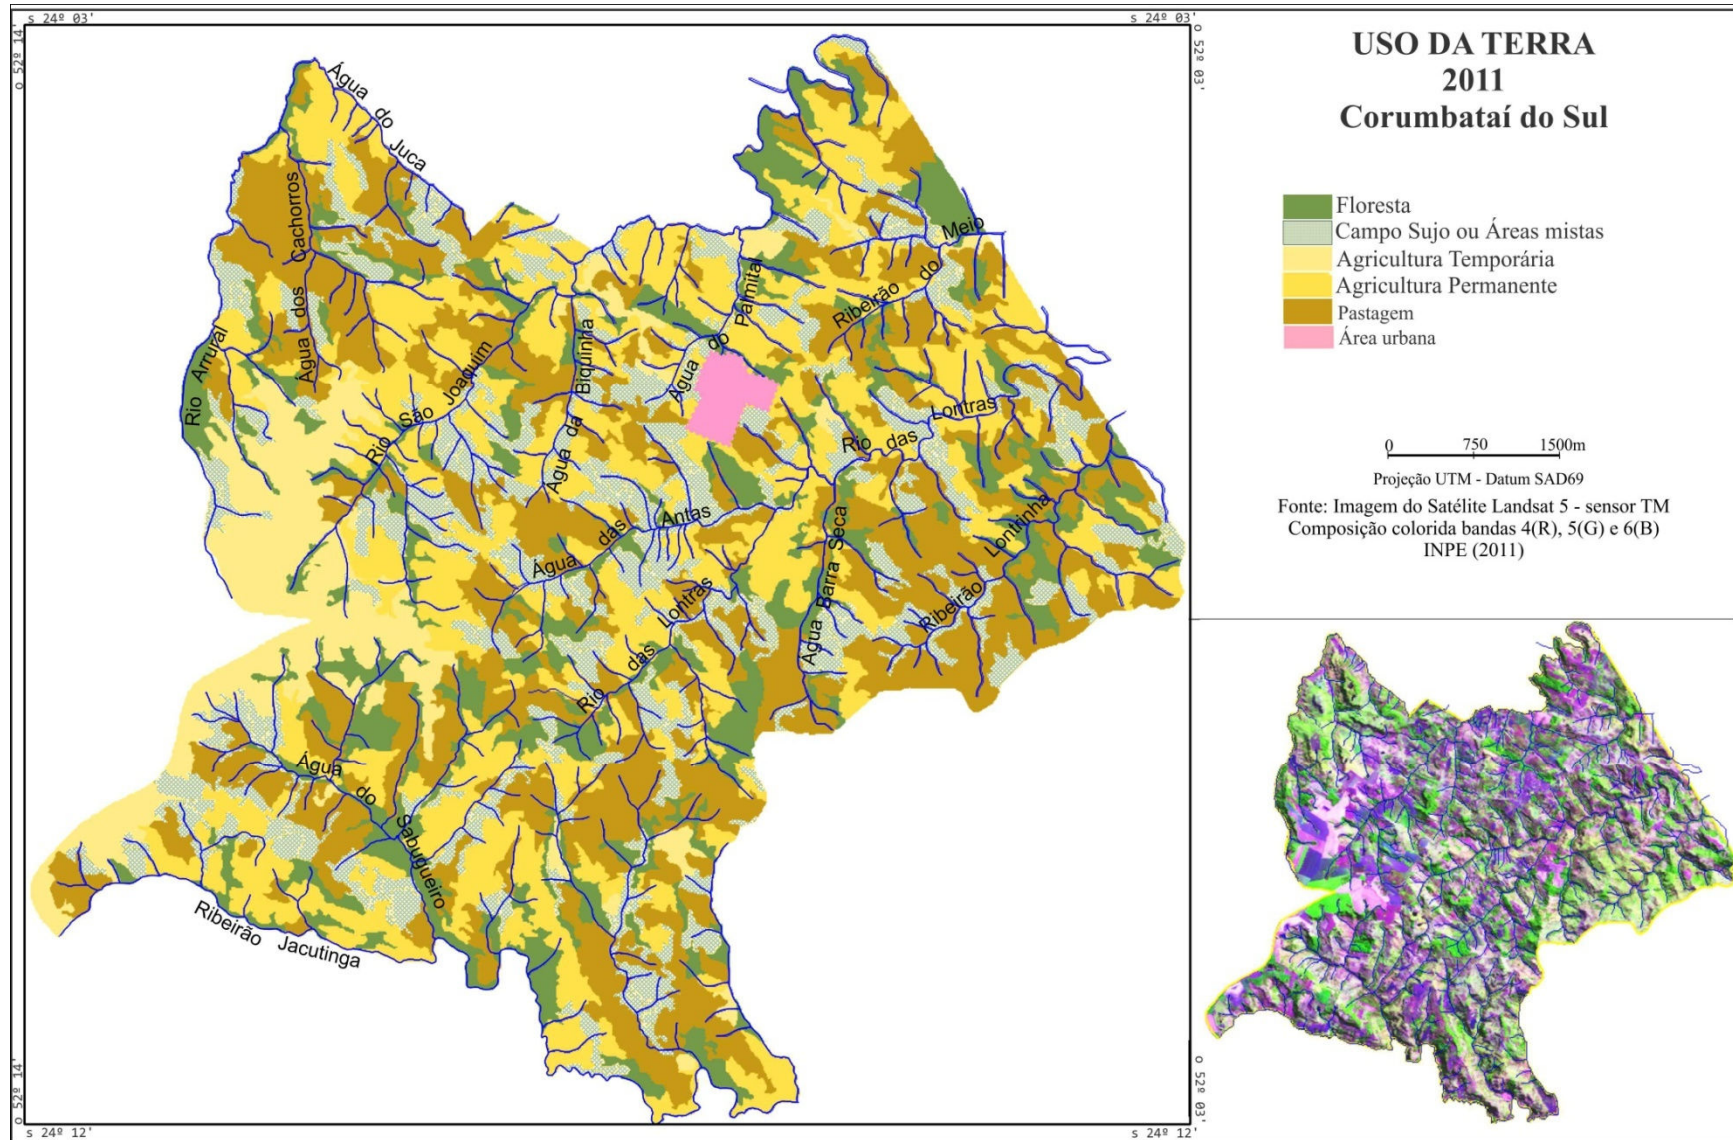 s 24º 03'
s 24º 03'
o 52º 14'
o 52º 03'
USO DA TERRA
2011
Corumbataí do Sul
Floresta
Campo Sujo ou Áreas mistas
Agricultura Temporária
Agricultura Permanente
Pastagem
Área urbana
0 750 1500m
Projeção UTM - Datum SAD69
Fonte: Imagem do Satélite Landsat 5 - sensor TM
Composição colorida bandas 4(R), 5(G) e 6(B)
INPE (2011)
Água do Juca
Água dos Cachorros
Rio Arrural
Rio São Joaquim
Água da Biquinha
Água do Palmital
Ribeirão do Meio
Rio das Lontras
Água das Antas
Água Barra Seca
Ribeirão Lontrinha
Rio das Lontras
Água do Sabugueiro
Ribeirão Jacutinga
o 52º 14'
o 52º 03'
s 24º 12'
s 24º 12'